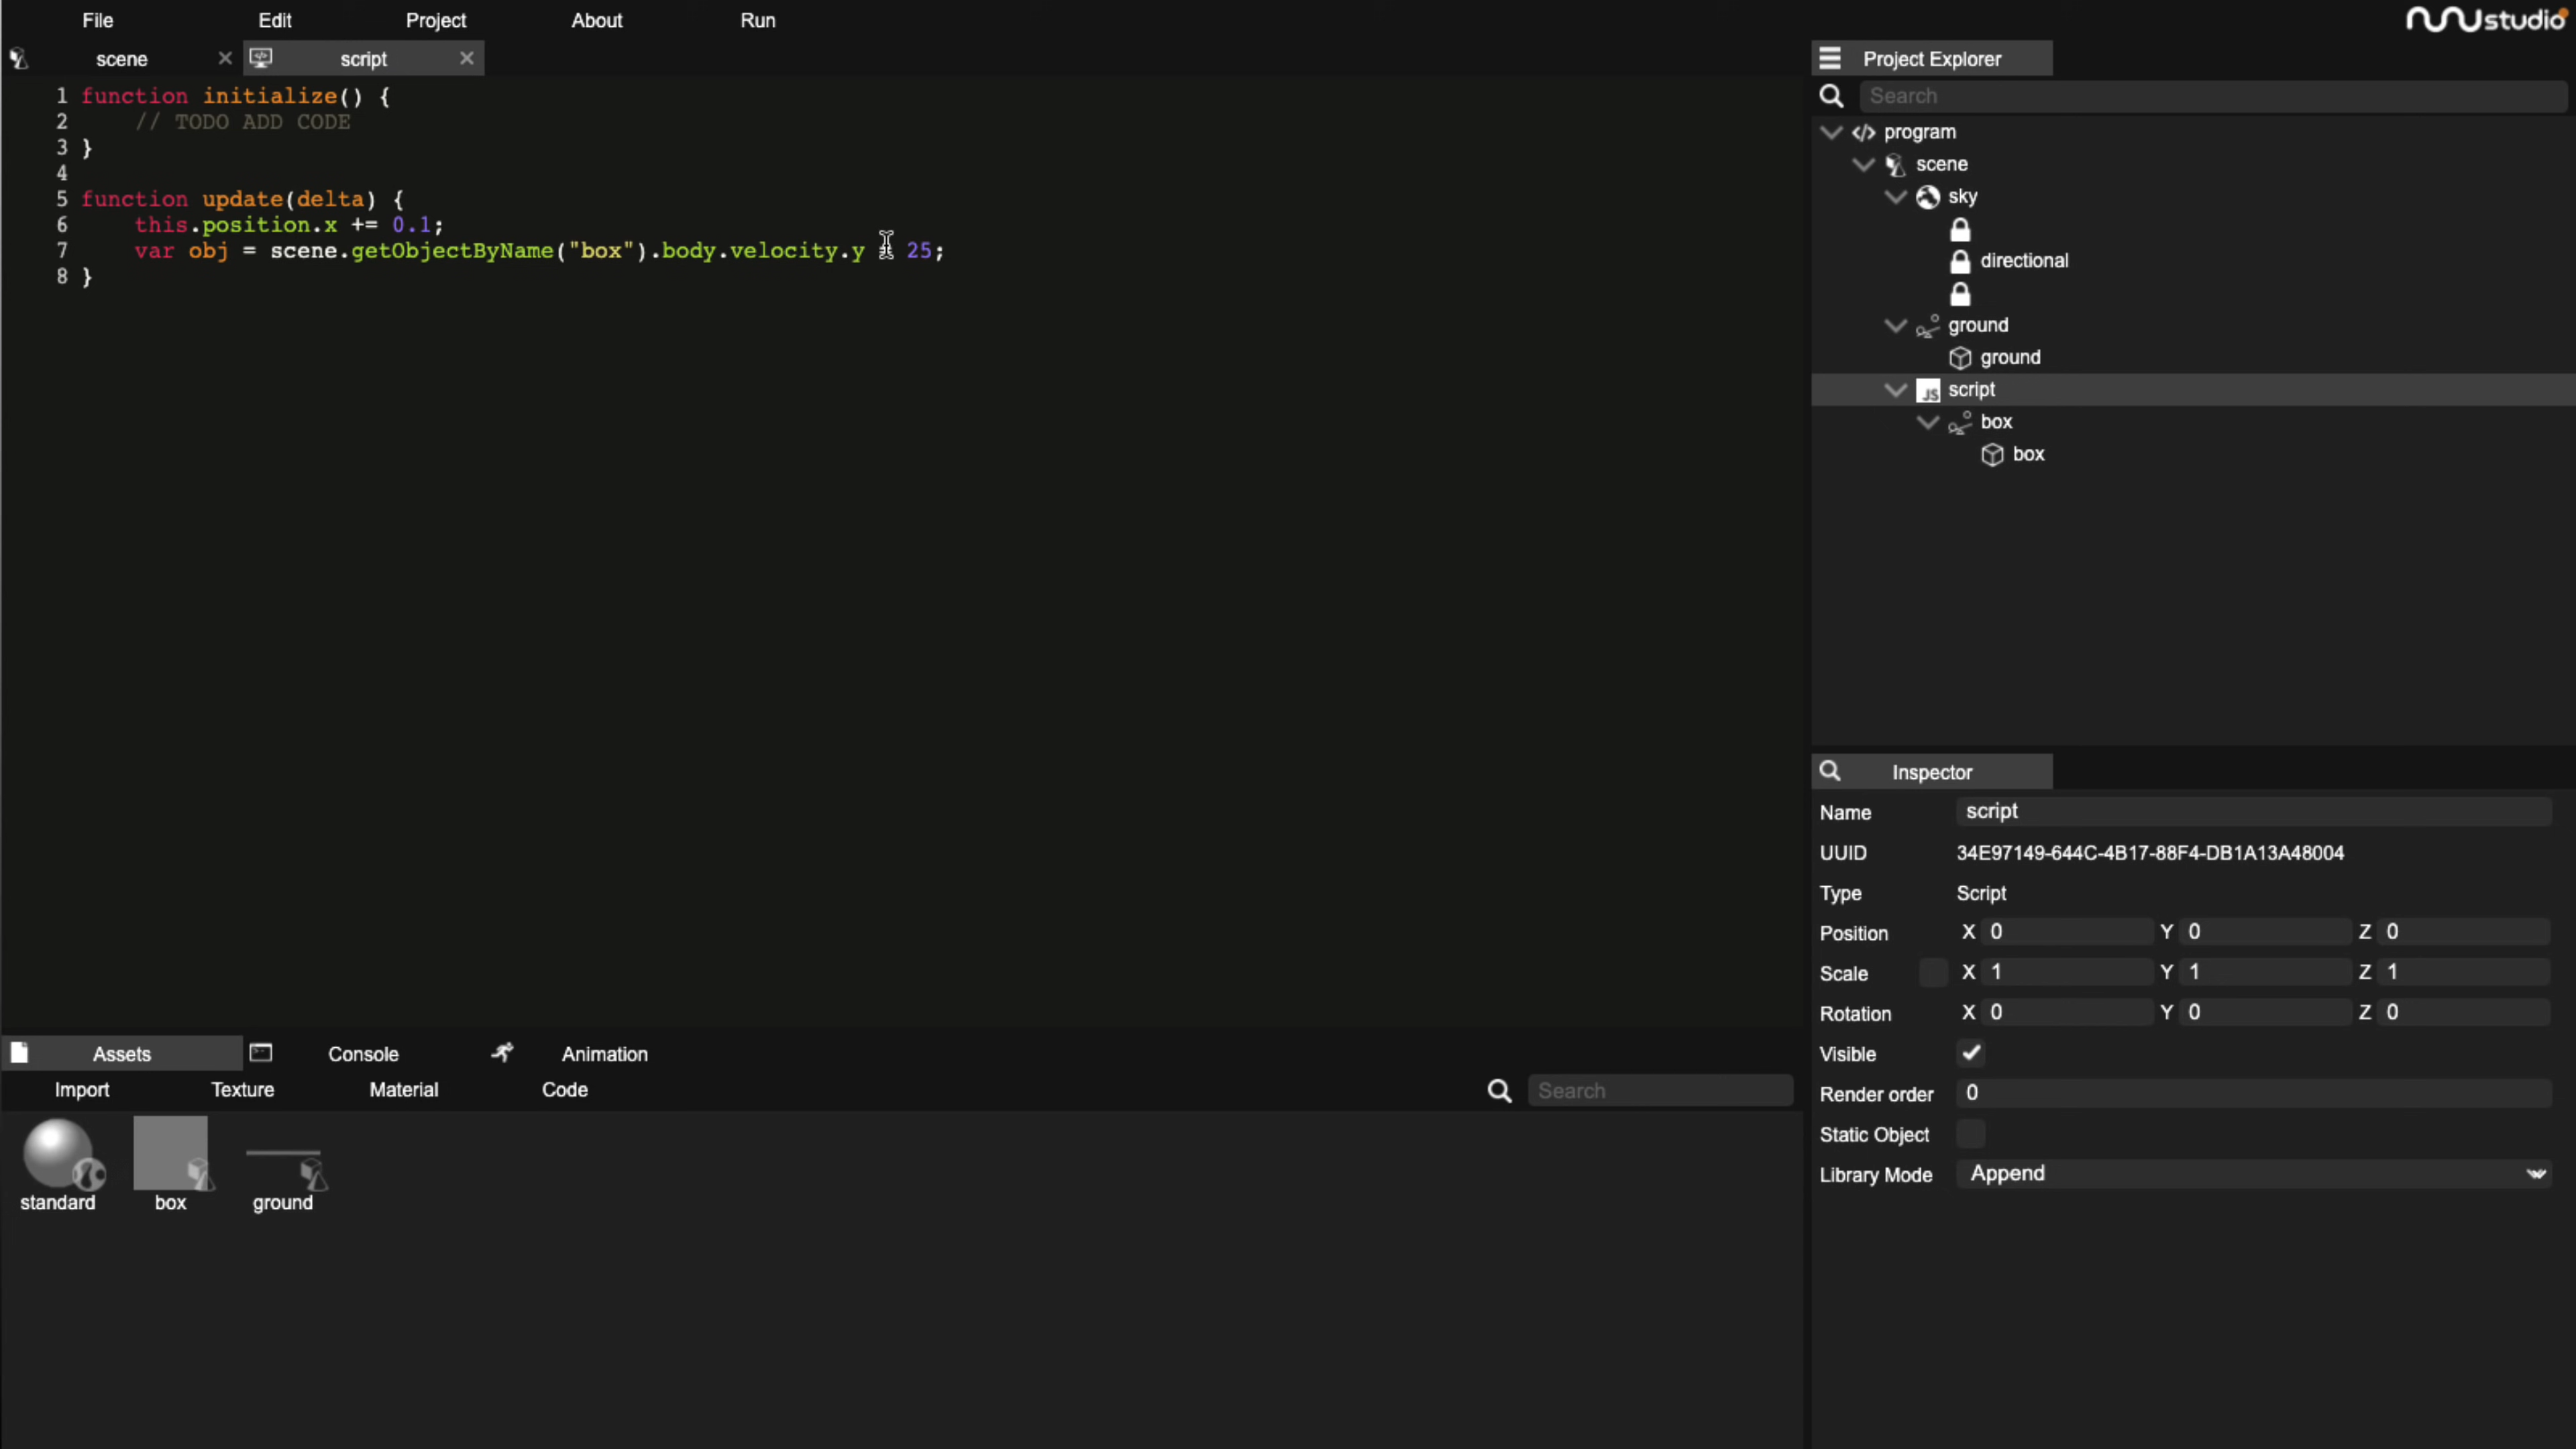 File Edit Project About Run
nunustudio
scene script
Project Explorer
1 function initialize() {
2 // TODO ADD CODE
3 }
4
5 function update(delta) {
6 this.position.x += 0.1;
7 var obj = scene.getObjectByName("box").body.velocity.y 25;
8 }
Search
program
scene
sky
directional
ground
ground
JS script
box
box
Inspector
Name script
UUID 34E97149-644C-4B17-88F4-DB1A13A48004
Type Script
Position X 0 Y 0 Z 0
Scale X 1 Y 1 Z 1
Rotation X 0 Y 0 Z 0
Visible
Render order 0
Static Object
Library Mode Append
Assets Console Animation
Import Texture Material Code Search
standard box ground